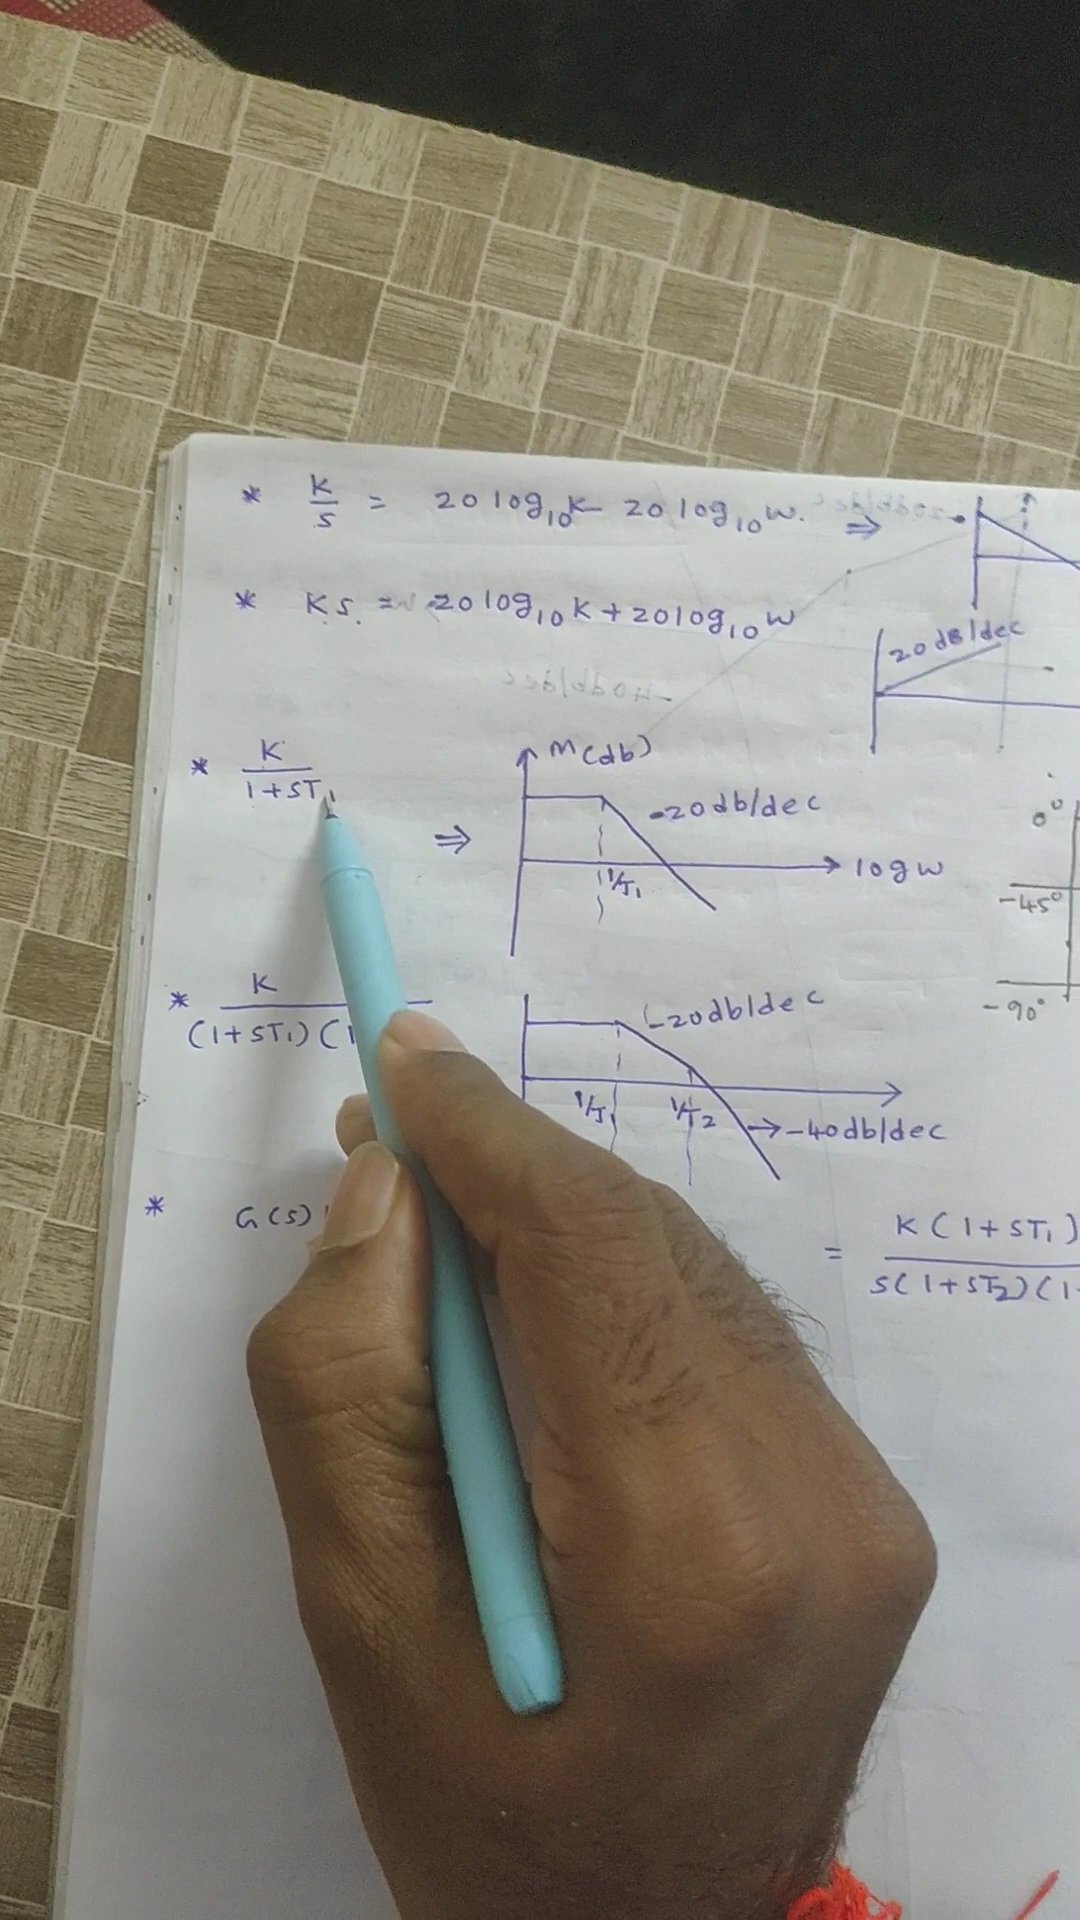 * K/s = 20 log10 K - 20 log10 w. ⇒
* Ks = 20 log10 K + 20 log10 w
20 dB/dec
* K/(1+ST1) ⇒
M(db)
-20db/dec
1/T1
log w
0°
-45°
-90°
* K/(1+ST1)(1
-20db/dec
1/T1 1/T2
→ -40db/dec
* G(s) = K(1+ST1)/s(1+ST2)(1+